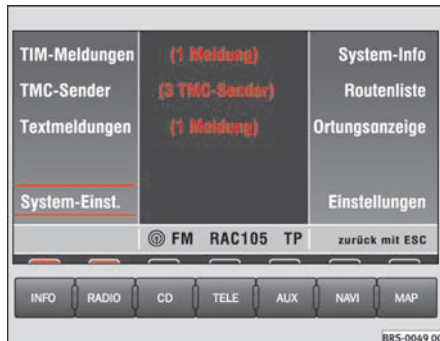 TIM-Meldungen (1 Meldung) System-Info
TMC-Sender (3 TMC-Sender) Routenliste
Textmeldungen (1 Meldung) Ortungsanzeige
System-Einst. Einstellungen
FM RAC105 TP zurück mit ESC
INFO RADIO CD TELE AUX NAVI MAP
BRS-0049 00